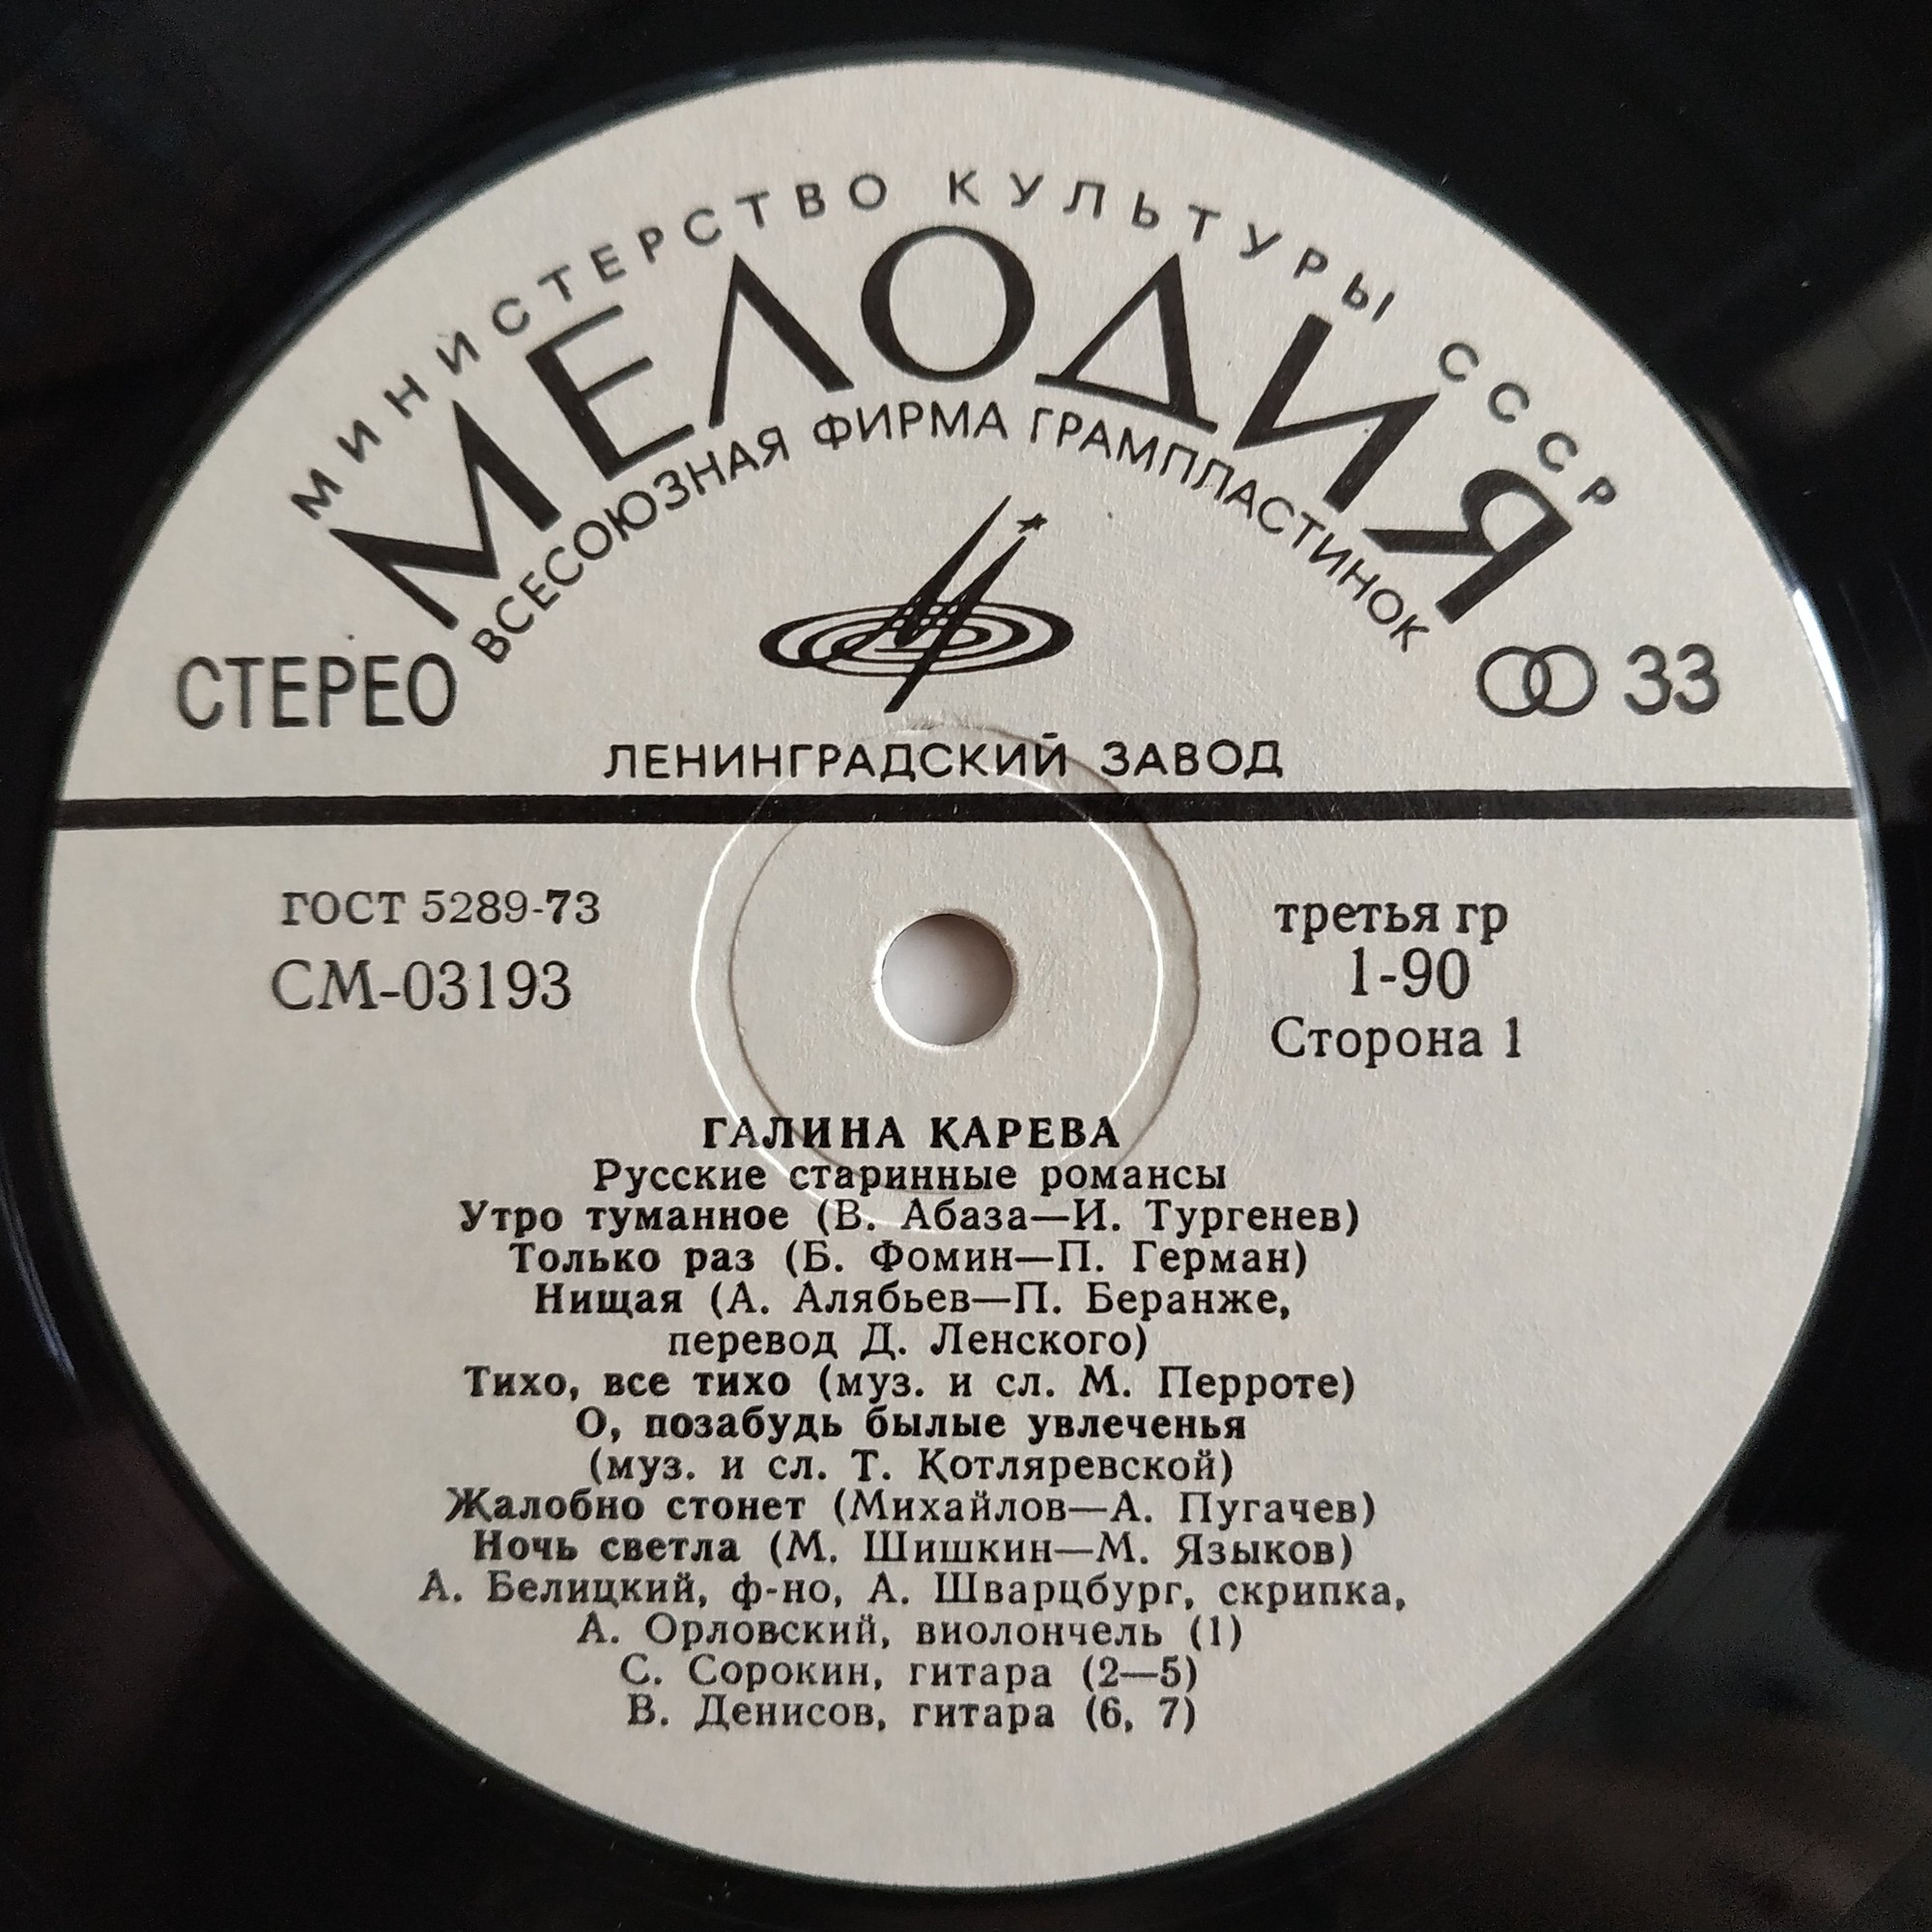 МИНИСТЕРСТВО КУЛЬТУРЫ СССР
МЕЛОДИЯ
ВСЕСОЮЗНАЯ ФИРМА ГРАМПЛАСТИНОК
СТЕРЕО
33
ЛЕНИНГРАДСКИЙ ЗАВОД
ГОСТ 5289-73
СМ-03193
третья гр
1-90
Сторона 1
ГАЛИНА КАРЕВА
Русские старинные романсы
Утро туманное (В. Абаза—И. Тургенев)
Только раз (Б. Фомин—П. Герман)
Нищая (А. Алябьев—П. Беранже,
перевод Д. Ленского)
Тихо, все тихо (муз. и сл. М. Перроте)
О, позабудь былые увлеченья
(муз. и сл. Т. Котляревской)
Жалобно стонет (Михайлов—А. Пугачев)
Ночь светла (М. Шишкин—М. Языков)
А. Белицкий, ф-но, А. Шварцбург, скрипка,
А. Орловский, виолончель (1)
С. Сорокин, гитара (2—5)
В. Денисов, гитара (6, 7)